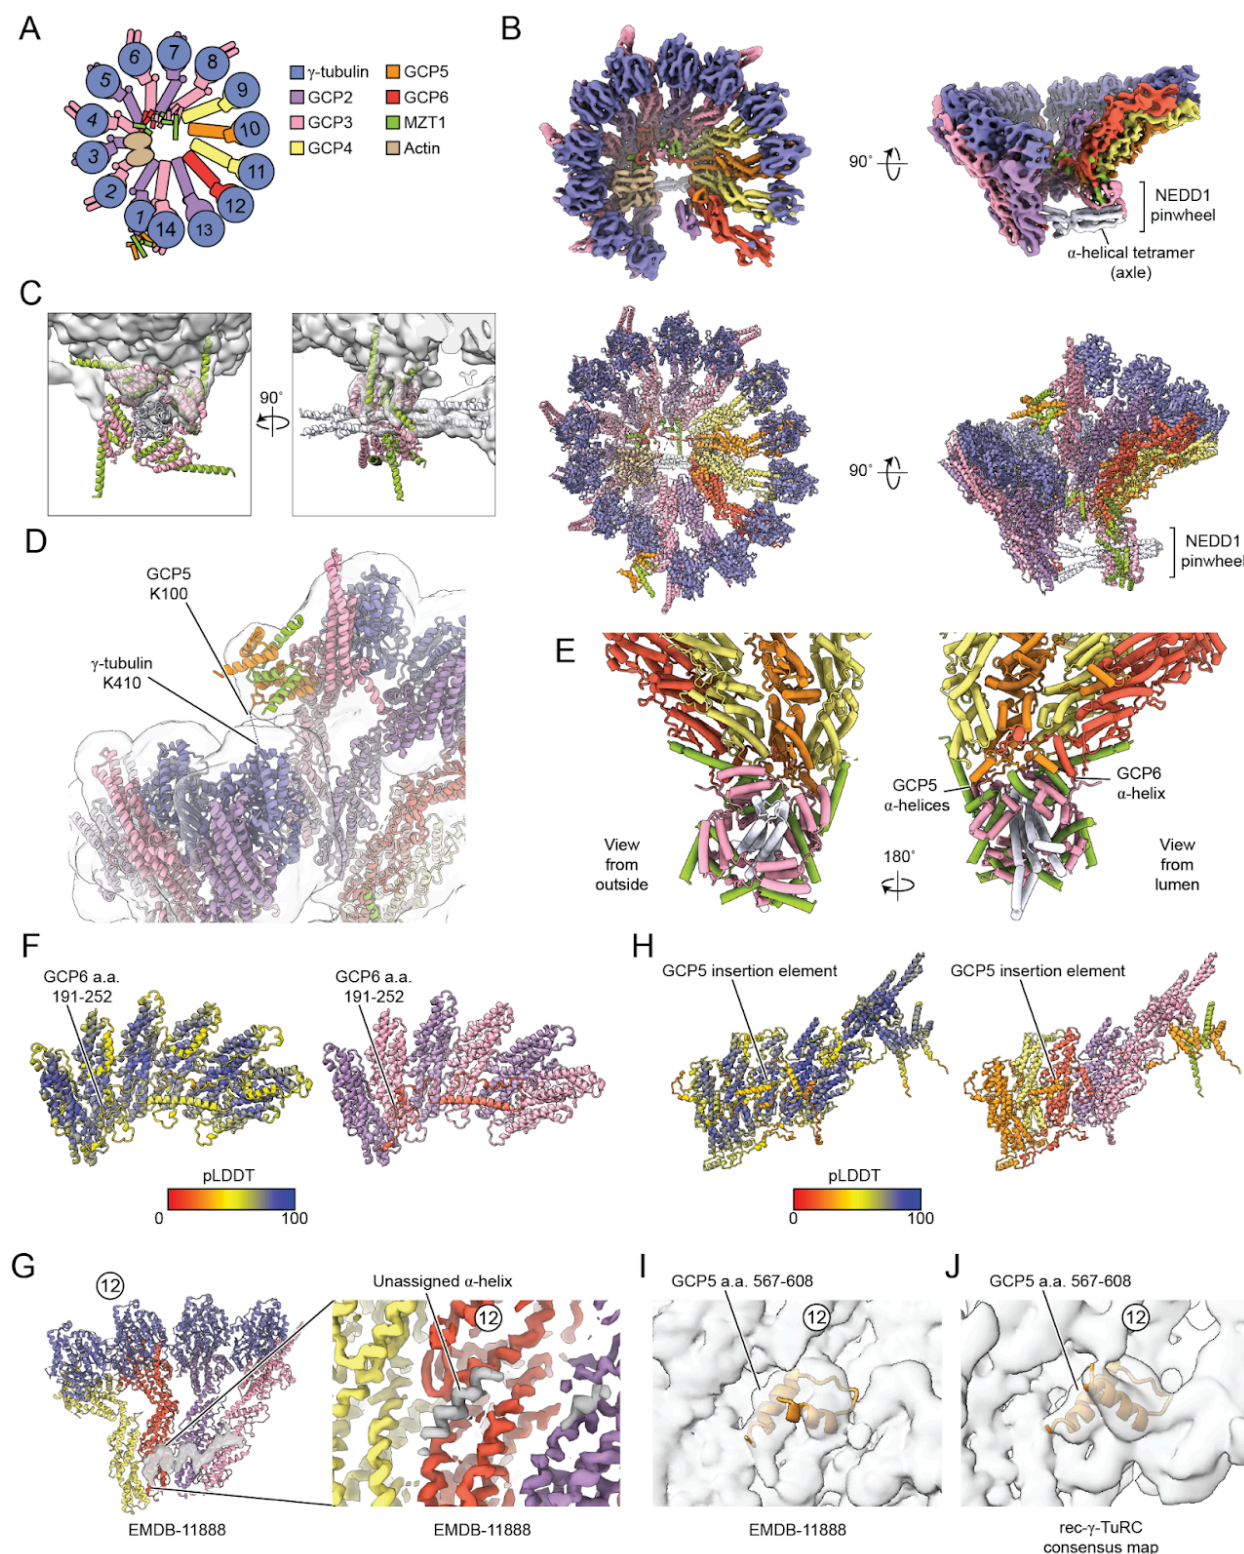 A
1
2
3
4
5
6
7
8
9
10
11
12
13
14
γ-tubulin
GCP2
GCP3
GCP4
GCP5
GCP6
MZT1
Actin
B
90˚
NEDD1
pinwheel
α-helical tetramer
(axle)
90˚
NEDD1
pinwheel
C
90˚
D
GCP5
K100
γ-tubulin
K410
E
GCP5
α-helices
GCP6
α-helix
View
from
outside
180˚
View
from
lumen
F
GCP6 a.a.
191-252
GCP6 a.a.
191-252
pLDDT
0
100
H
GCP5 insertion element
GCP5 insertion element
pLDDT
0
100
G
12
EMDB-11888
Unassigned α-helix
12
EMDB-11888
I
GCP5 a.a. 567-608
12
EMDB-11888
J
GCP5 a.a. 567-608
12
rec-γ-TuRC
consensus map